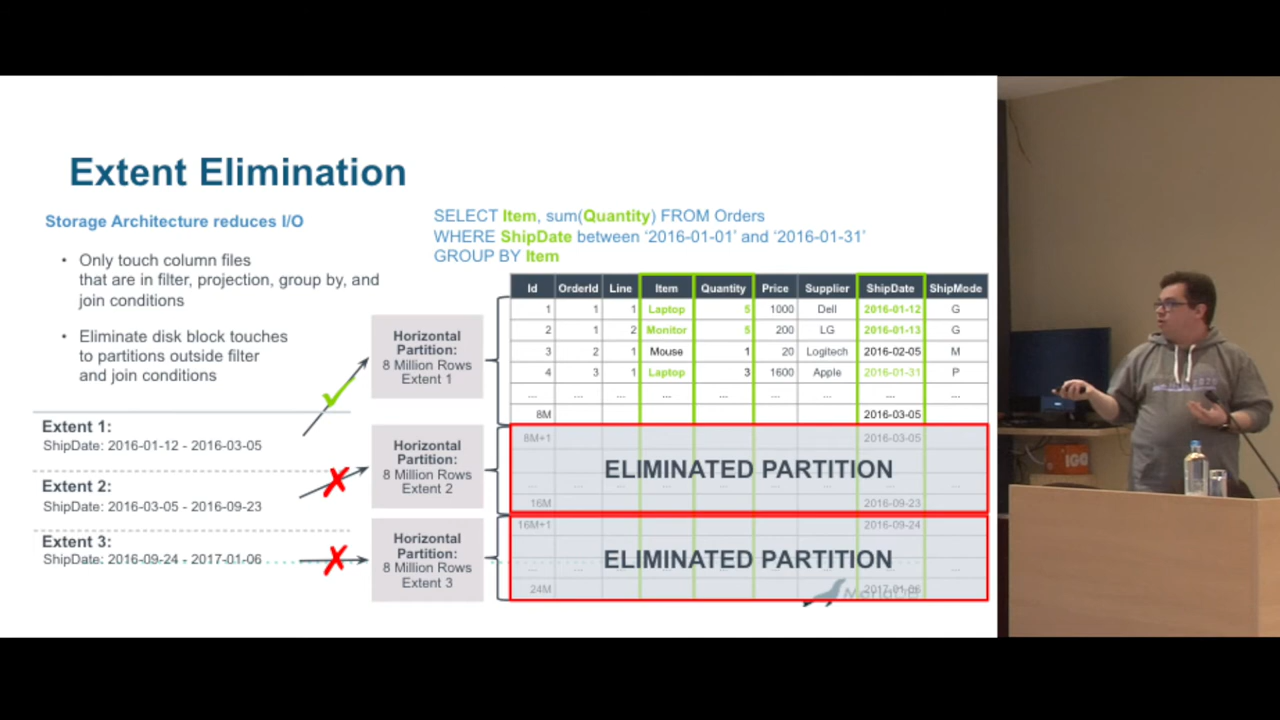 Extent Elimination
Storage Architecture reduces I/O
• Only touch column files
that are in filter, projection, group by, and
join conditions
• Eliminate disk block touches
to partitions outside filter
and join conditions
Extent 1:
ShipDate: 2016-01-12 - 2016-03-05
Extent 2:
ShipDate: 2016-03-05 - 2016-09-23
Extent 3:
ShipDate: 2016-09-24 - 2017-01-06
Horizontal
Partition:
8 Million Rows
Extent 1
Horizontal
Partition:
8 Million Rows
Extent 2
Horizontal
Partition:
8 Million Rows
Extent 3
SELECT Item, sum(Quantity) FROM Orders
WHERE ShipDate between ‘2016-01-01’ and ‘2016-01-31’
GROUP BY Item
Id OrderId Line Item Quantity Price Supplier ShipDate ShipMode
1 1 1 Laptop 5 1000 Dell 2016-01-12 G
2 1 2 Monitor 5 200 LG 2016-01-13 G
3 2 1 Mouse 1 20 Logitech 2016-02-05 M
4 3 1 Laptop 3 1600 Apple 2016-01-31 P
... ... ... ... ... ... ... ... ...
8M 2016-03-05
8M+1 2016-03-05
ELIMINATED PARTITION
16M 2016-09-23
16M+1 2016-09-24
ELIMINATED PARTITION
24M 2017-01-06
MariaDB